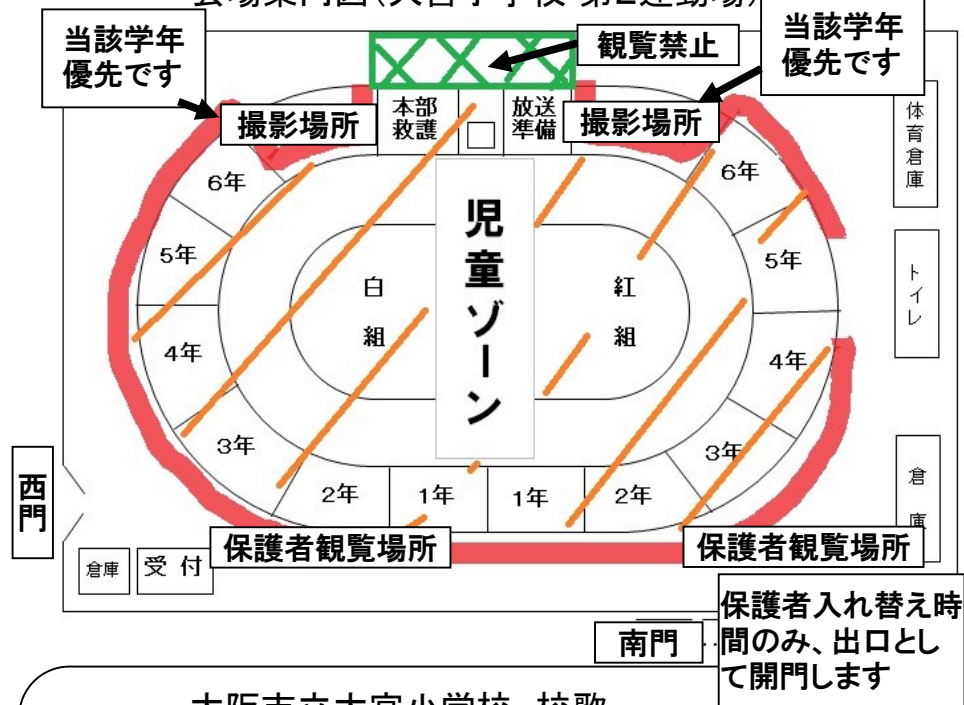 当該学年
優先です
観覧禁止
当該学年
優先です
撮影場所
本部
救護
放送
準備
撮影場所
体育倉庫
6年
6年
5年
5年
トイレ
児童ゾーン
白組
紅組
4年
4年
3年
3年
2年
1年
1年
2年
西門
倉庫
倉庫
受付
保護者観覧場所
保護者観覧場所
南門
保護者入れ替え時
間のみ、出口とし
て開門します